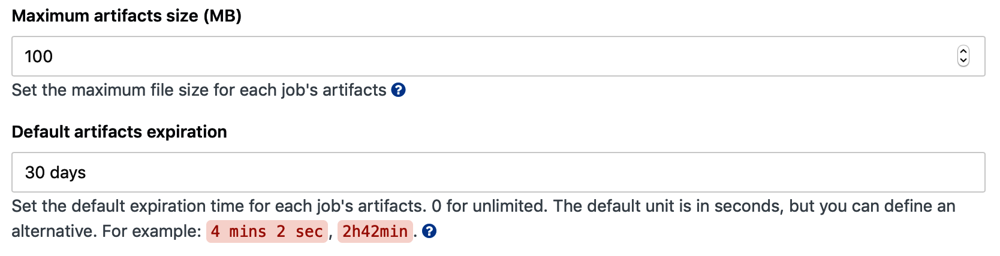 Maximum artifacts size (MB)
100
Set the maximum file size for each job's artifacts ?
Default artifacts expiration
30 days
Set the default expiration time for each job's artifacts. 0 for unlimited. The default unit is in seconds, but you can define an
alternative. For example: 4 mins 2 sec, 2h42min. ?